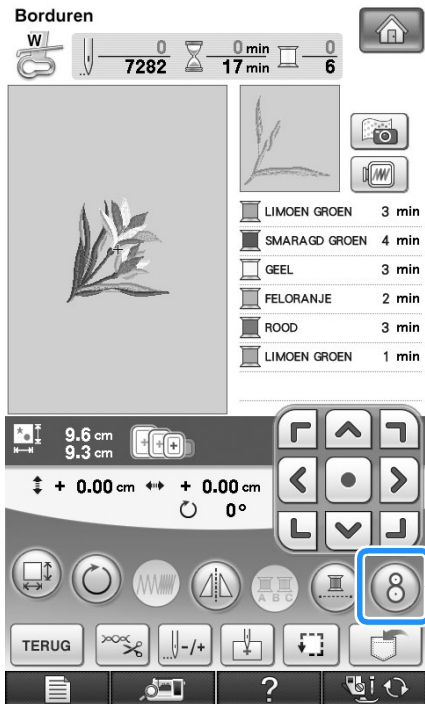 Borduren
W
0 0 min 0
7282 17 min 6
LIMOEN GROEN 3 min
SMARAGD GROEN 4 min
GEEL 3 min
FELORANJE 2 min
ROOD 3 min
LIMOEN GROEN 1 min
9.6 cm
9.3 cm
+ 0.00 cm + 0.00 cm
0°
A B C
8
TERUG -/+
?